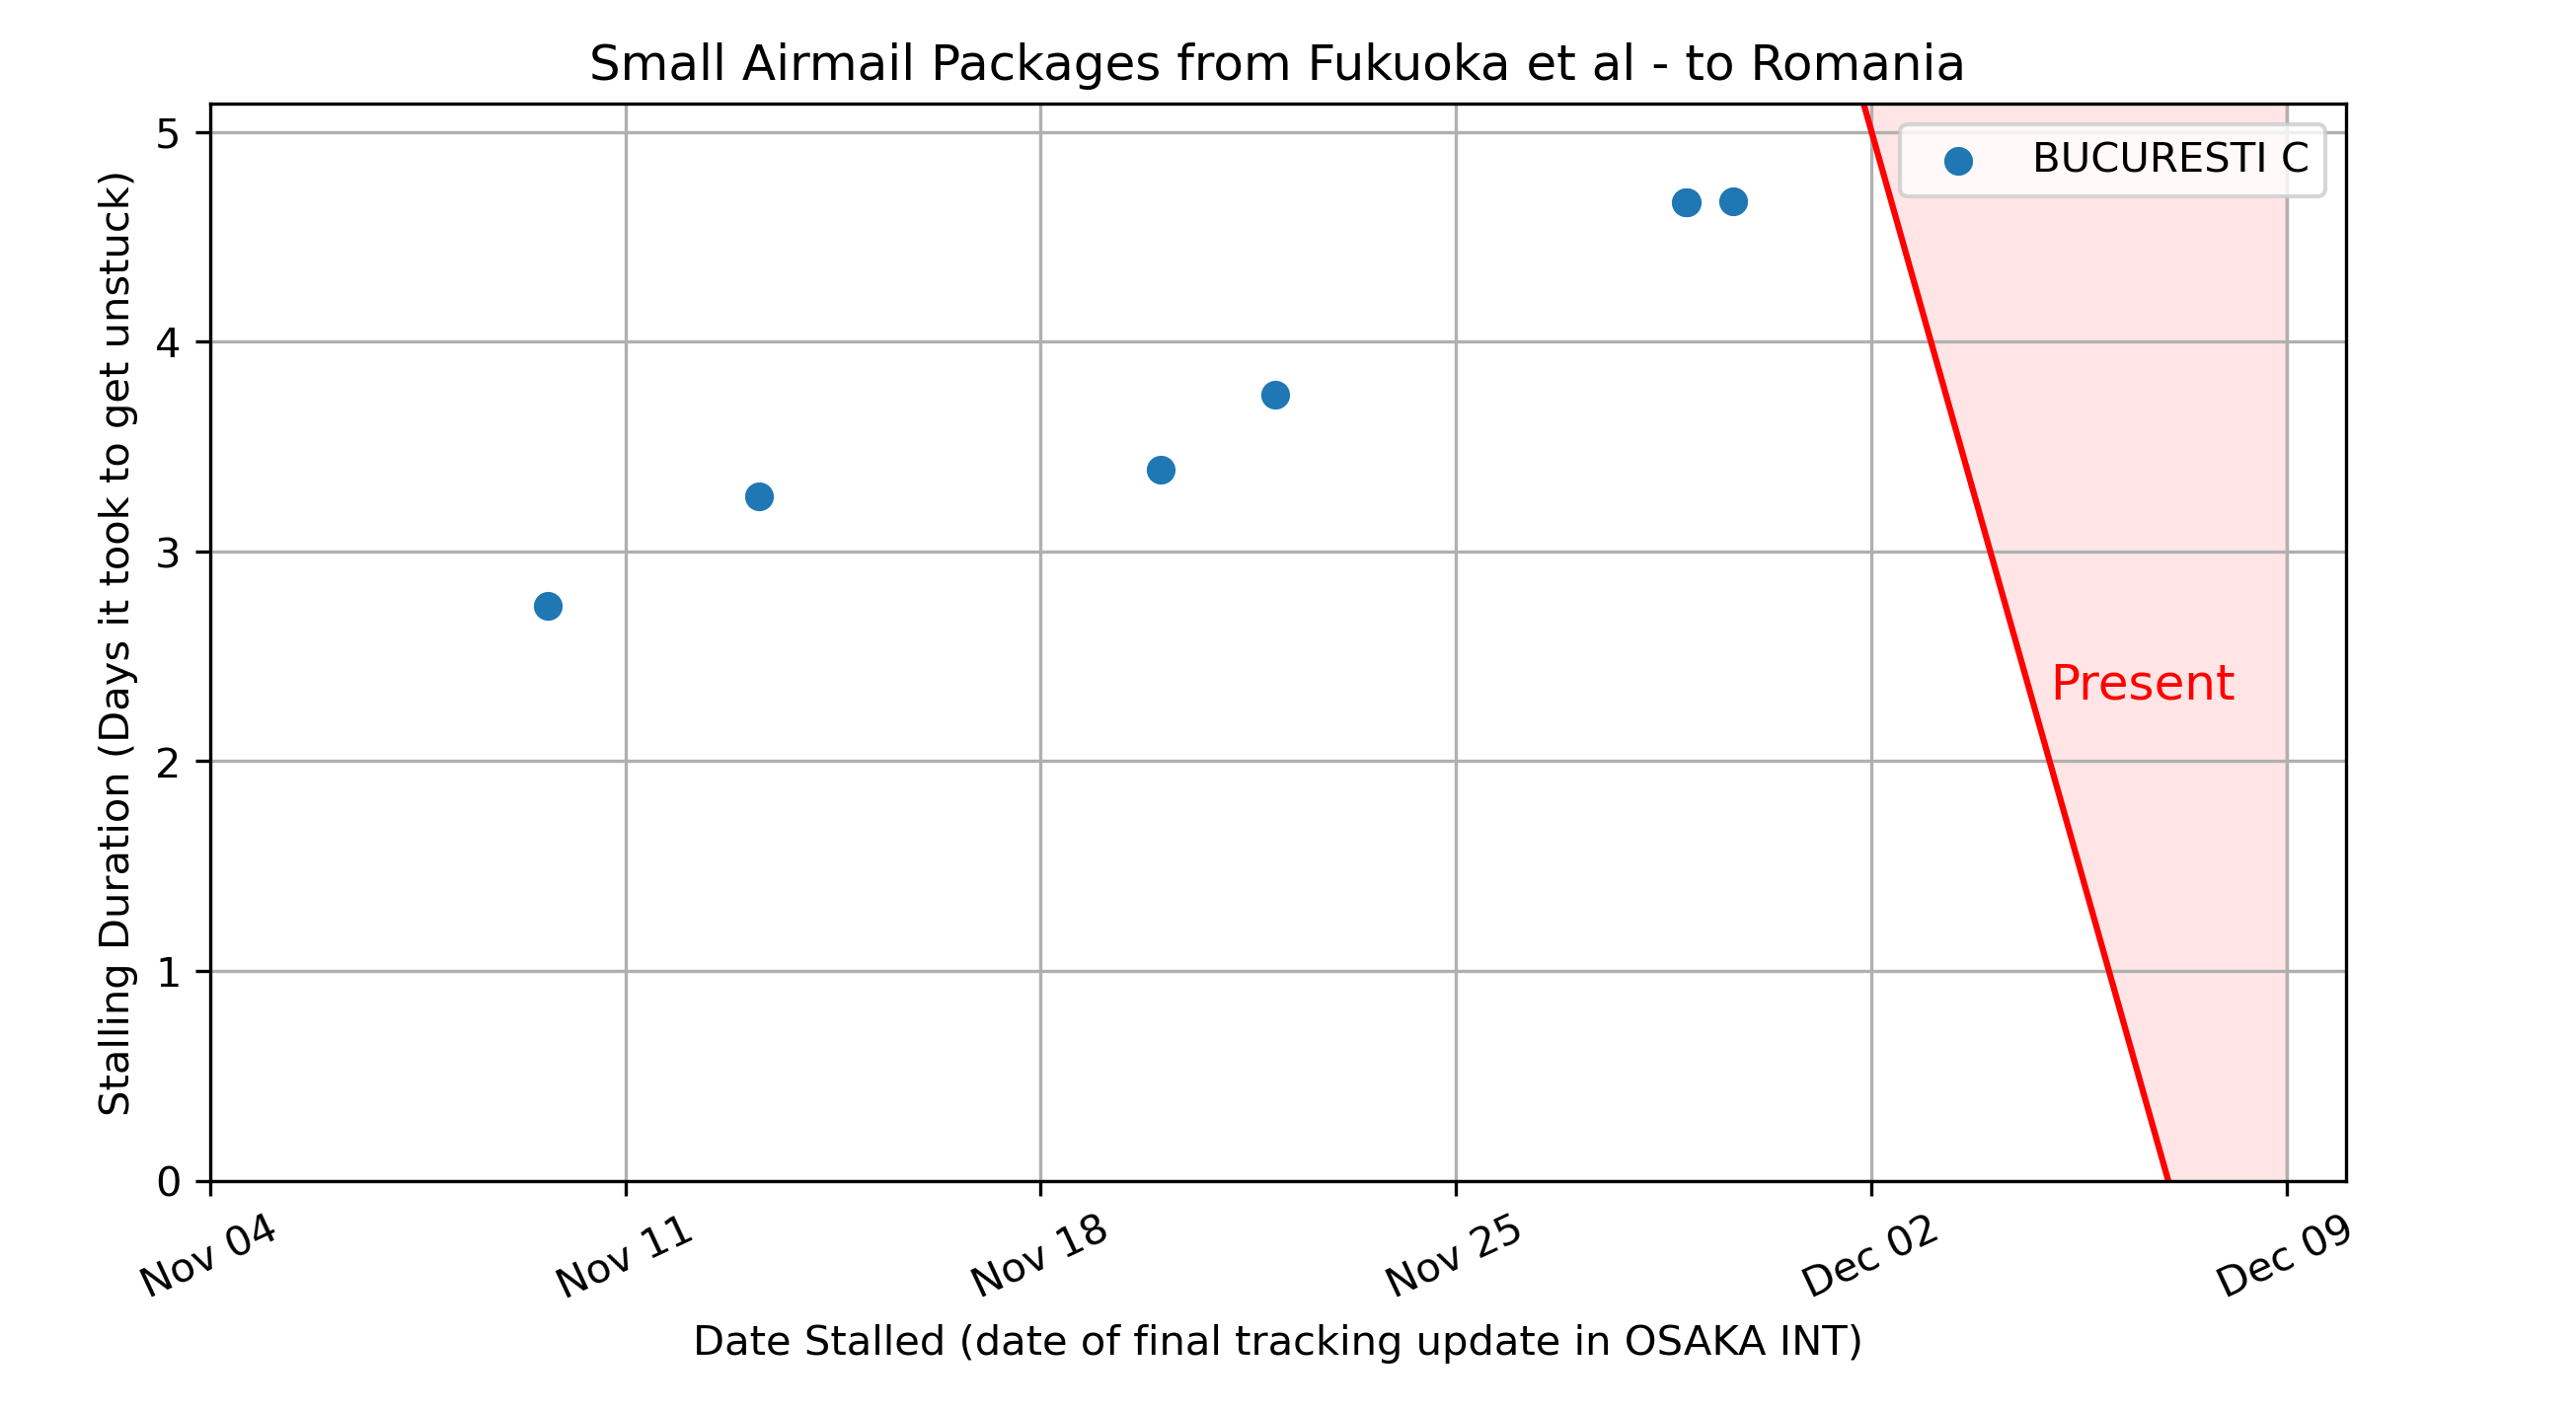 Small Airmail Packages from Fukuoka et al - to Romania
Stalling Duration (Days it took to get unstuck)
5
4
3
2
1
0
BUCURESTI C
Present
Nov 04
Nov 11
Nov 18
Nov 25
Dec 02
Dec 09
Date Stalled (date of final tracking update in OSAKA INT)